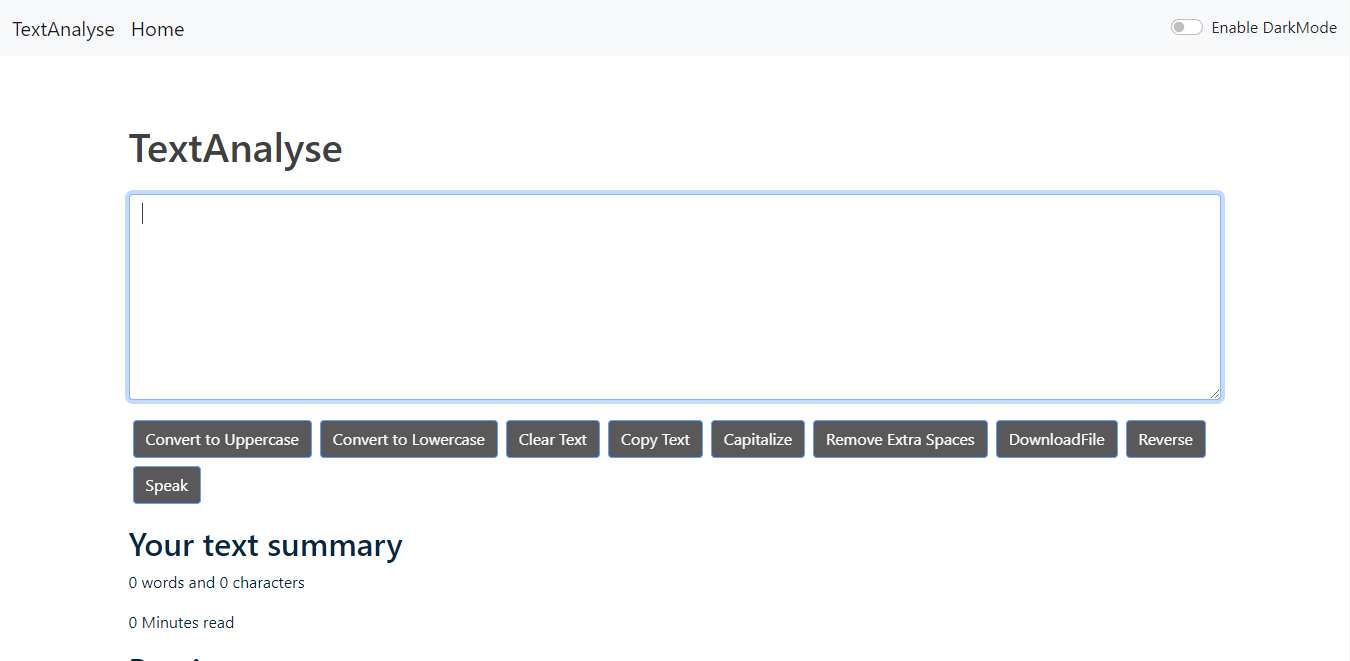 TextAnalyse Home Enable DarkMode
TextAnalyse
Convert to Uppercase Convert to Lowercase Clear Text Copy Text Capitalize Remove Extra Spaces DownloadFile Reverse
Speak
Your text summary
0 words and 0 characters
0 Minutes read